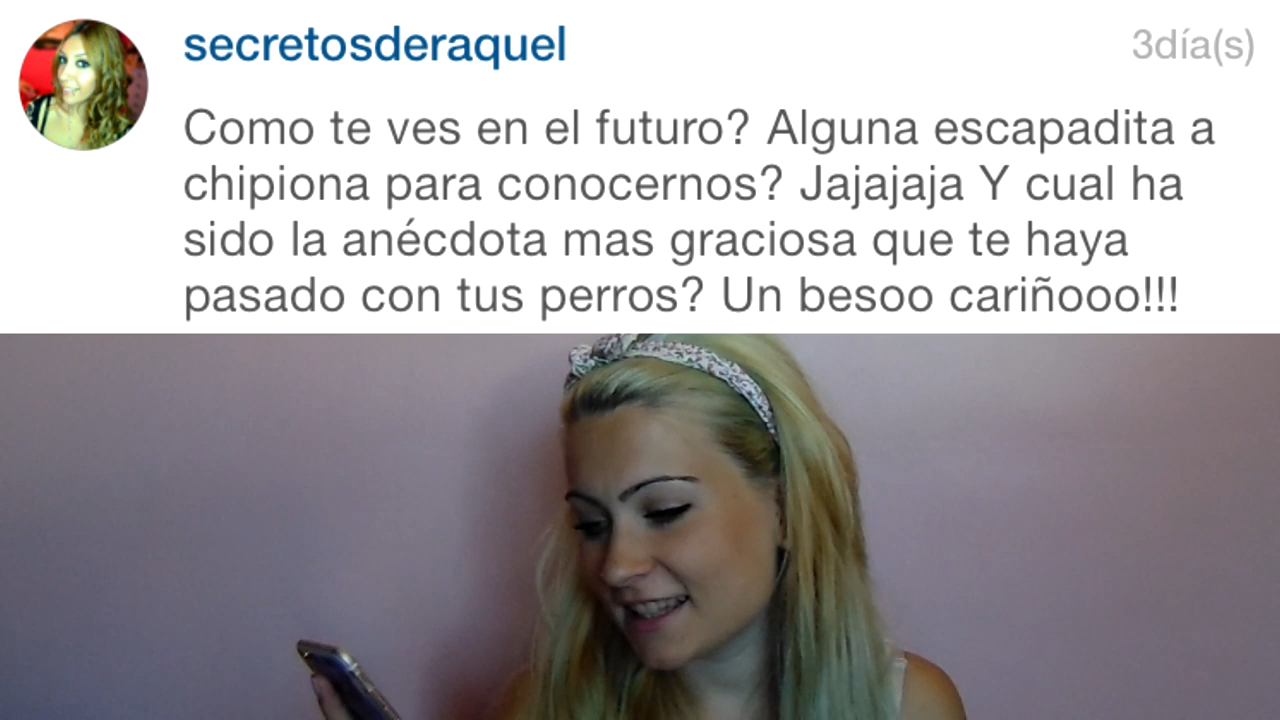 secretosderaquel
3día(s)
Como te ves en el futuro? Alguna escapadita a
chipiona para conocernos? Jajajaja Y cual ha
sido la anécdota mas graciosa que te haya
pasado con tus perros? Un besoo cariñooo!!!